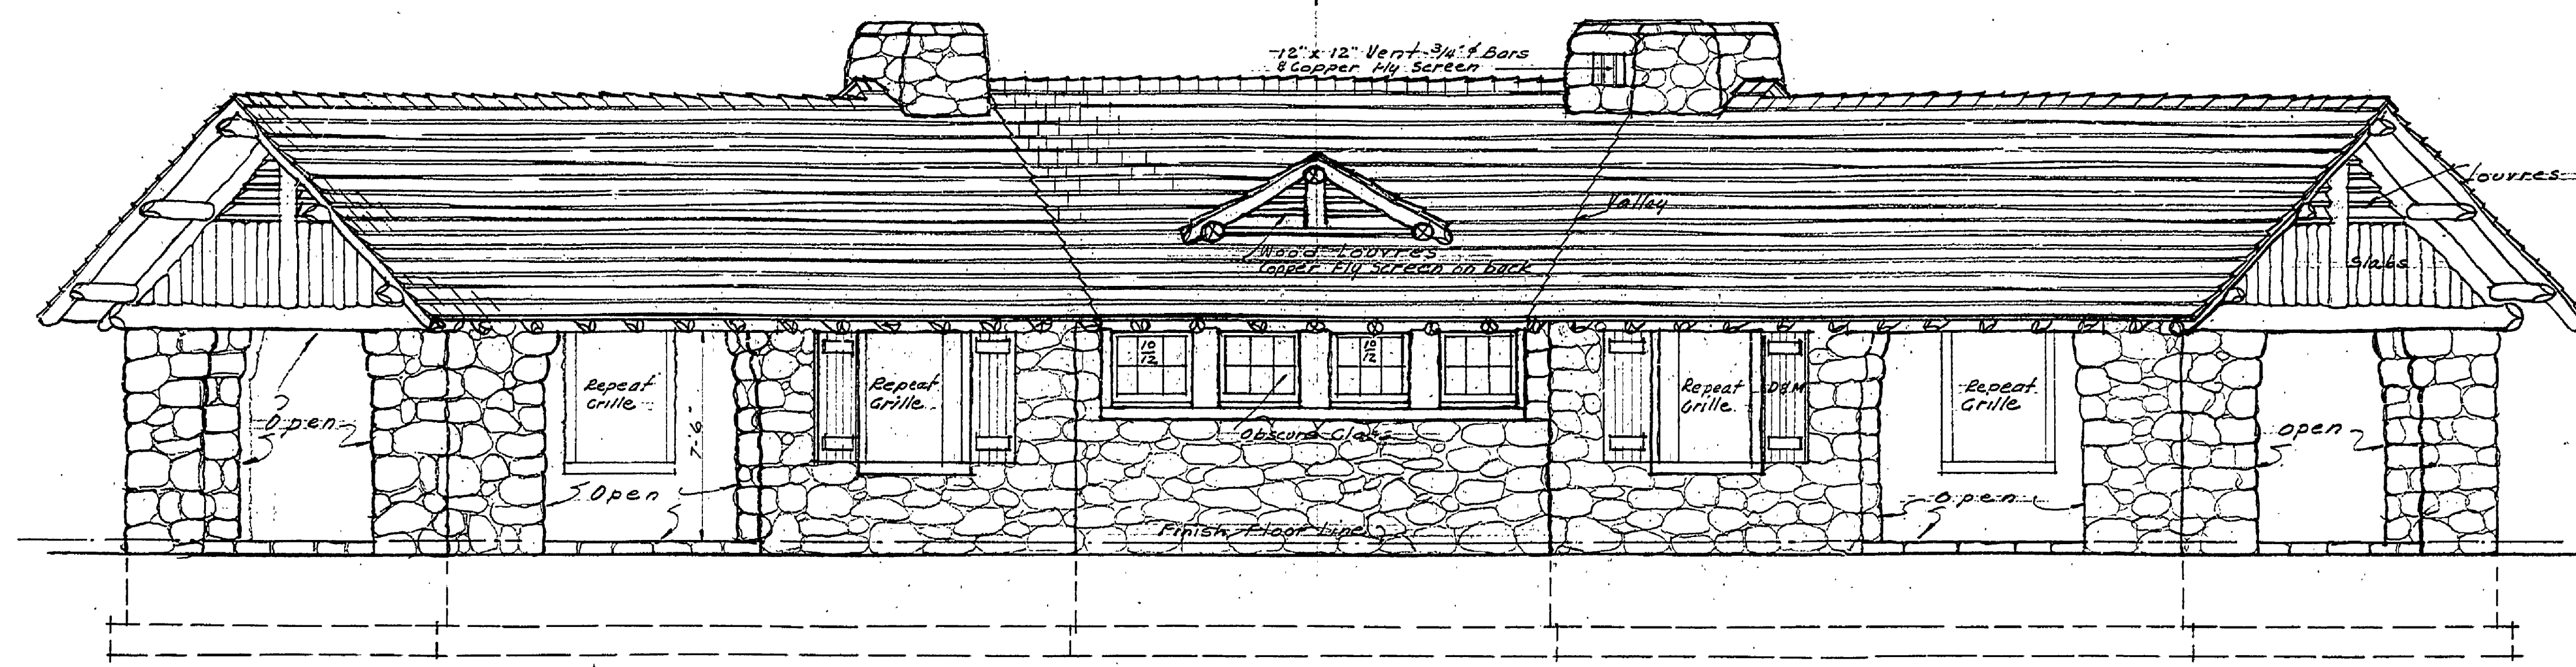 12" x 12" Vent-3/4" ⌀ Bars
& Copper Fly Screen
Louvres
Valley
Wood Louvres
Copper Fly Screen on back
Slabs
10
12
10
12
Repeat
Grille
Repeat
Grille
Repeat
Grille
D&M
Repeat
Grille
Open
7'-6"
Obscure Glass
Open
Open
Open
Finish Floor Line